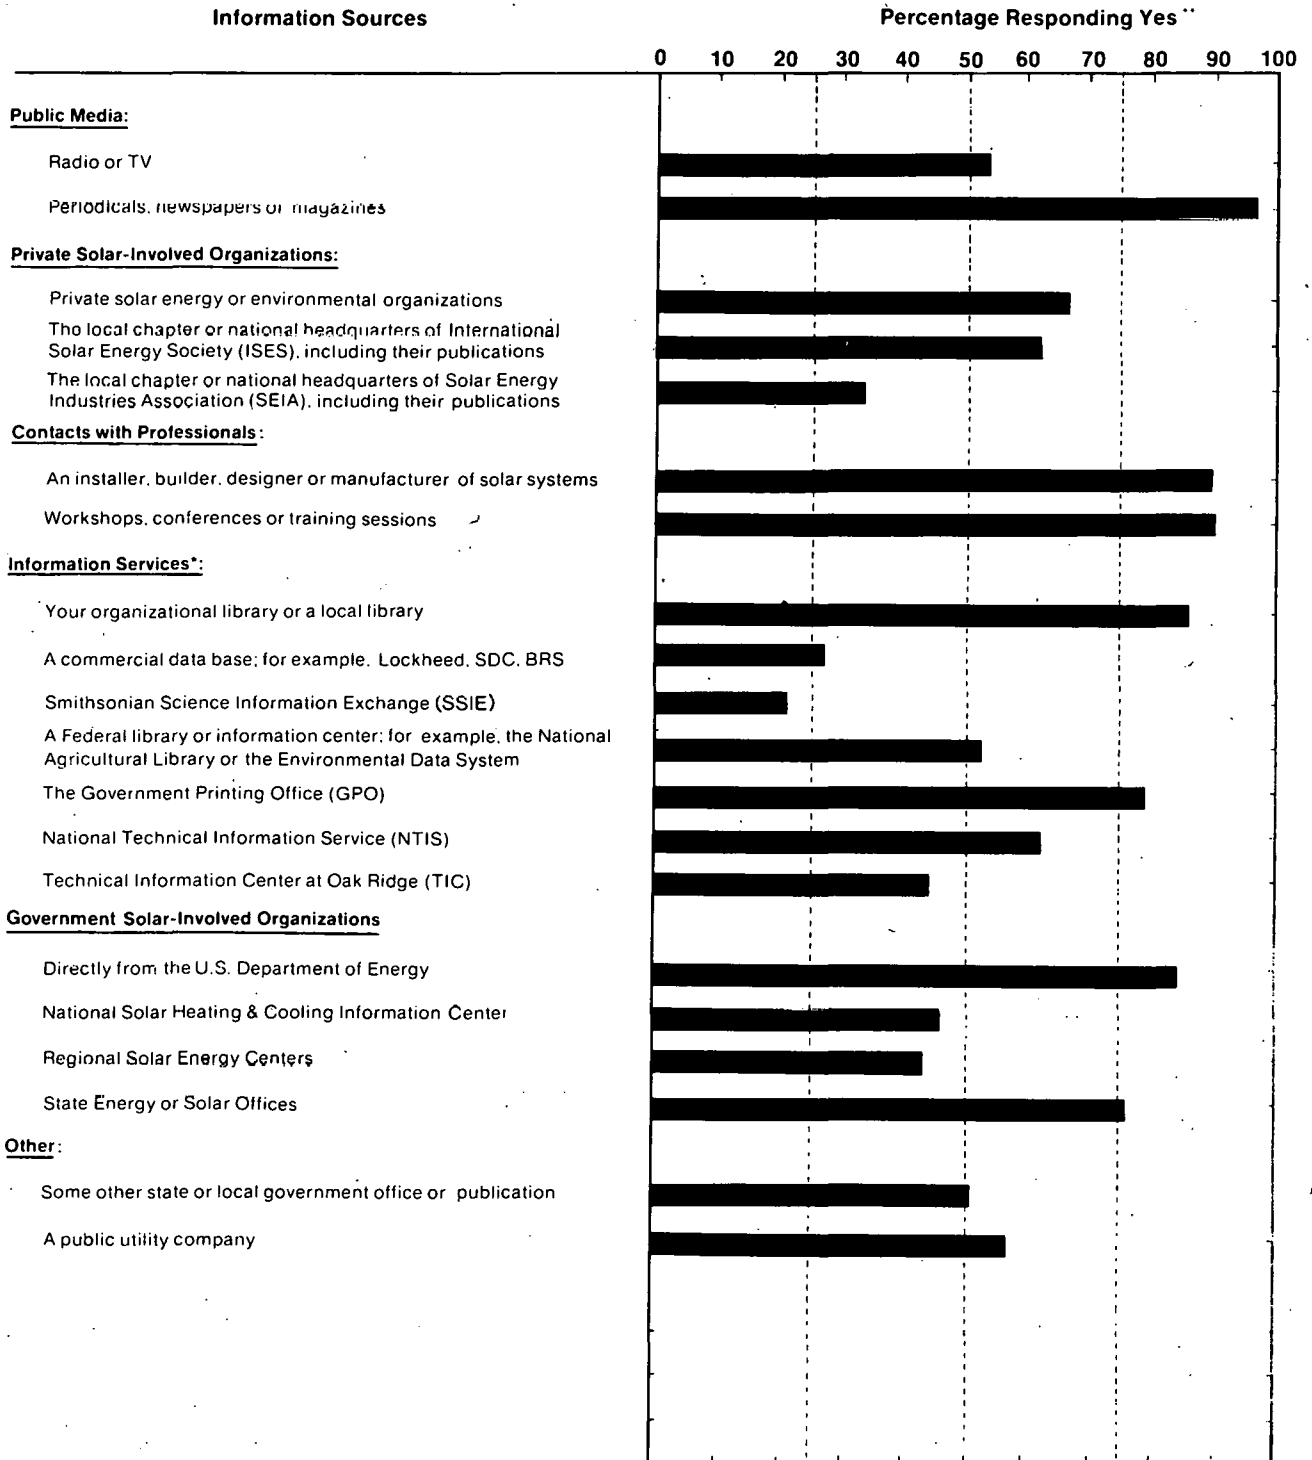 Information Sources
Percentage Responding Yes **
0 10 20 30 40 50 60 70 80 90 100
Public Media:
Radio or TV
Periodicals, newspapers or magazines
Private Solar-Involved Organizations:
Private solar energy or environmental organizations
The local chapter or national headquarters of International
Solar Energy Society (ISES), including their publications
The local chapter or national headquarters of Solar Energy
Industries Association (SEIA), including their publications
Contacts with Professionals:
An installer, builder, designer or manufacturer of solar systems
Workshops, conferences or training sessions
Information Services*:
Your organizational library or a local library
A commercial data base; for example, Lockheed, SDC, BRS
Smithsonian Science Information Exchange (SSIE)
A Federal library or information center; for example, the National
Agricultural Library or the Environmental Data System
The Government Printing Office (GPO)
National Technical Information Service (NTIS)
Technical Information Center at Oak Ridge (TIC)
Government Solar-Involved Organizations
Directly from the U.S. Department of Energy
National Solar Heating & Cooling Information Center
Regional Solar Energy Centers
State Energy or Solar Offices
Other:
Some other state or local government office or publication
A public utility company